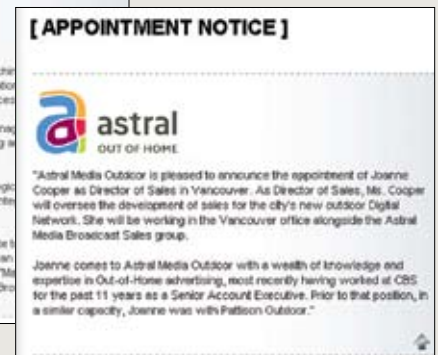 [ APPOINTMENT NOTICE ]
astral
OUT OF HOME
"Astral Media Outdoor is pleased to announce the appointment of Joanne
Cooper as Director of Sales in Vancouver. As Director of Sales, Ms. Cooper
will oversee the development of sales for the city's new outdoor Digital
Network. She will be working in the Vancouver office alongside the Astral
Media Broadcast Sales group.
Joanne comes to Astral Media Outdoor with a wealth of knowledge and
expertise in Out-of-Home advertising, most recently having worked at CBS
for the past 11 years as a Senior Account Executive. Prior to that position, in
a similar capacity, Joanne was with Pattison Outdoor."